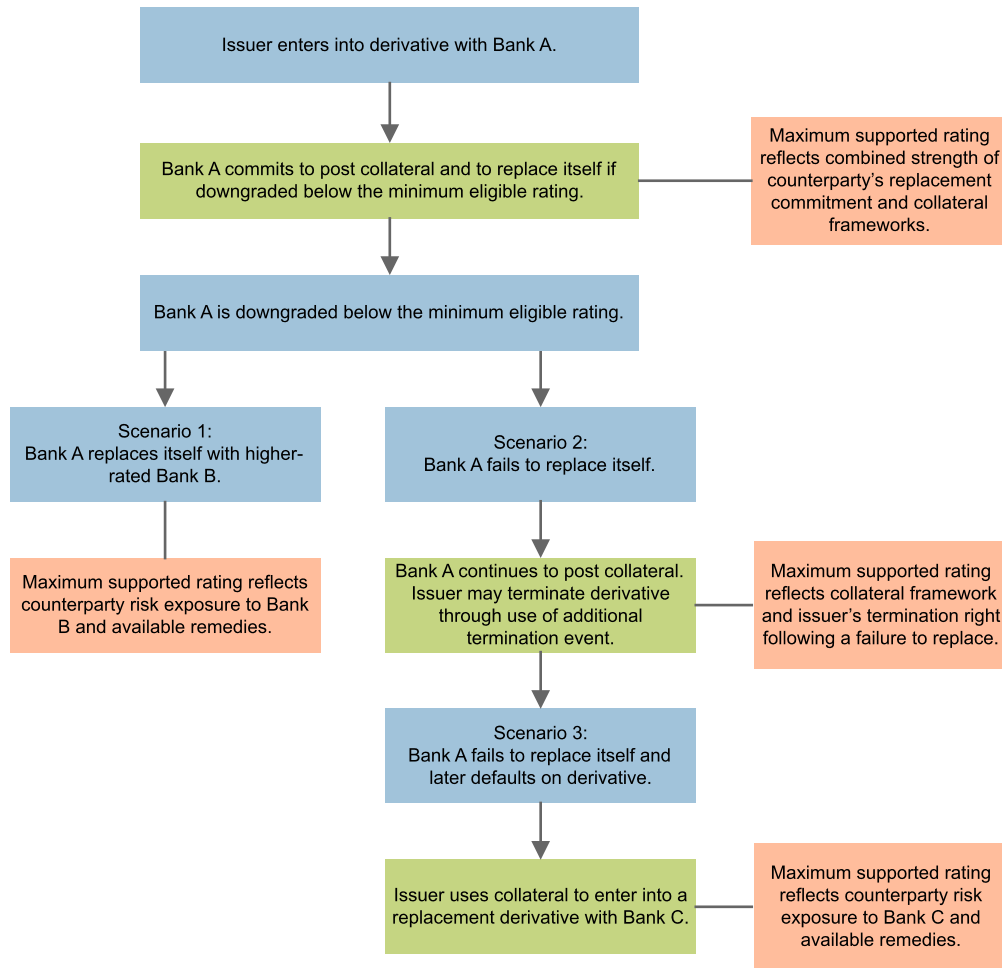 Issuer enters into derivative with Bank A.
Bank A commits to post collateral and to replace itself if
downgraded below the minimum eligible rating.
Maximum supported rating
reflects combined strength of
counterparty’s replacement
commitment and collateral
frameworks.
Bank A is downgraded below the minimum eligible rating.
Scenario 1:
Bank A replaces itself with higher-
rated Bank B.
Maximum supported rating reflects
counterparty risk exposure to Bank
B and available remedies.
Scenario 2:
Bank A fails to replace itself.
Bank A continues to post collateral.
Issuer may terminate derivative
through use of additional
termination event.
Maximum supported rating
reflects collateral framework
and issuer’s termination right
following a failure to replace.
Scenario 3:
Bank A fails to replace itself and
later defaults on derivative.
Issuer uses collateral to enter into a
replacement derivative with Bank C.
Maximum supported rating
reflects counterparty risk
exposure to Bank C and
available remedies.